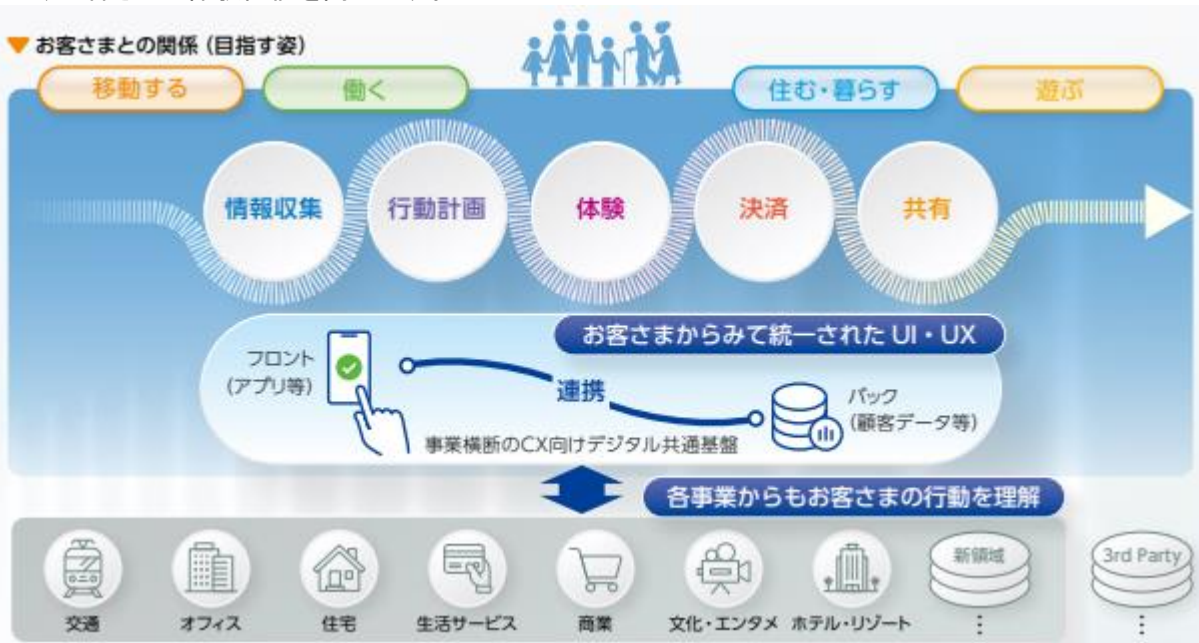 ▼お客さまとの関係（目指す姿）
移動する
働く
住む・暮らす
遊ぶ
情報収集
行動計画
体験
決済
共有
お客さまからみて統一された UI・UX
フロント
（アプリ等）
連携
バック
（顧客データ等）
事業横断のCX向けデジタル共通基盤
各事業からもお客さまの行動を理解
交通
オフィス
住宅
生活サービス
商業
文化・エンタメ
ホテル・リゾート
新領域
⋮
3rd Party
⋮